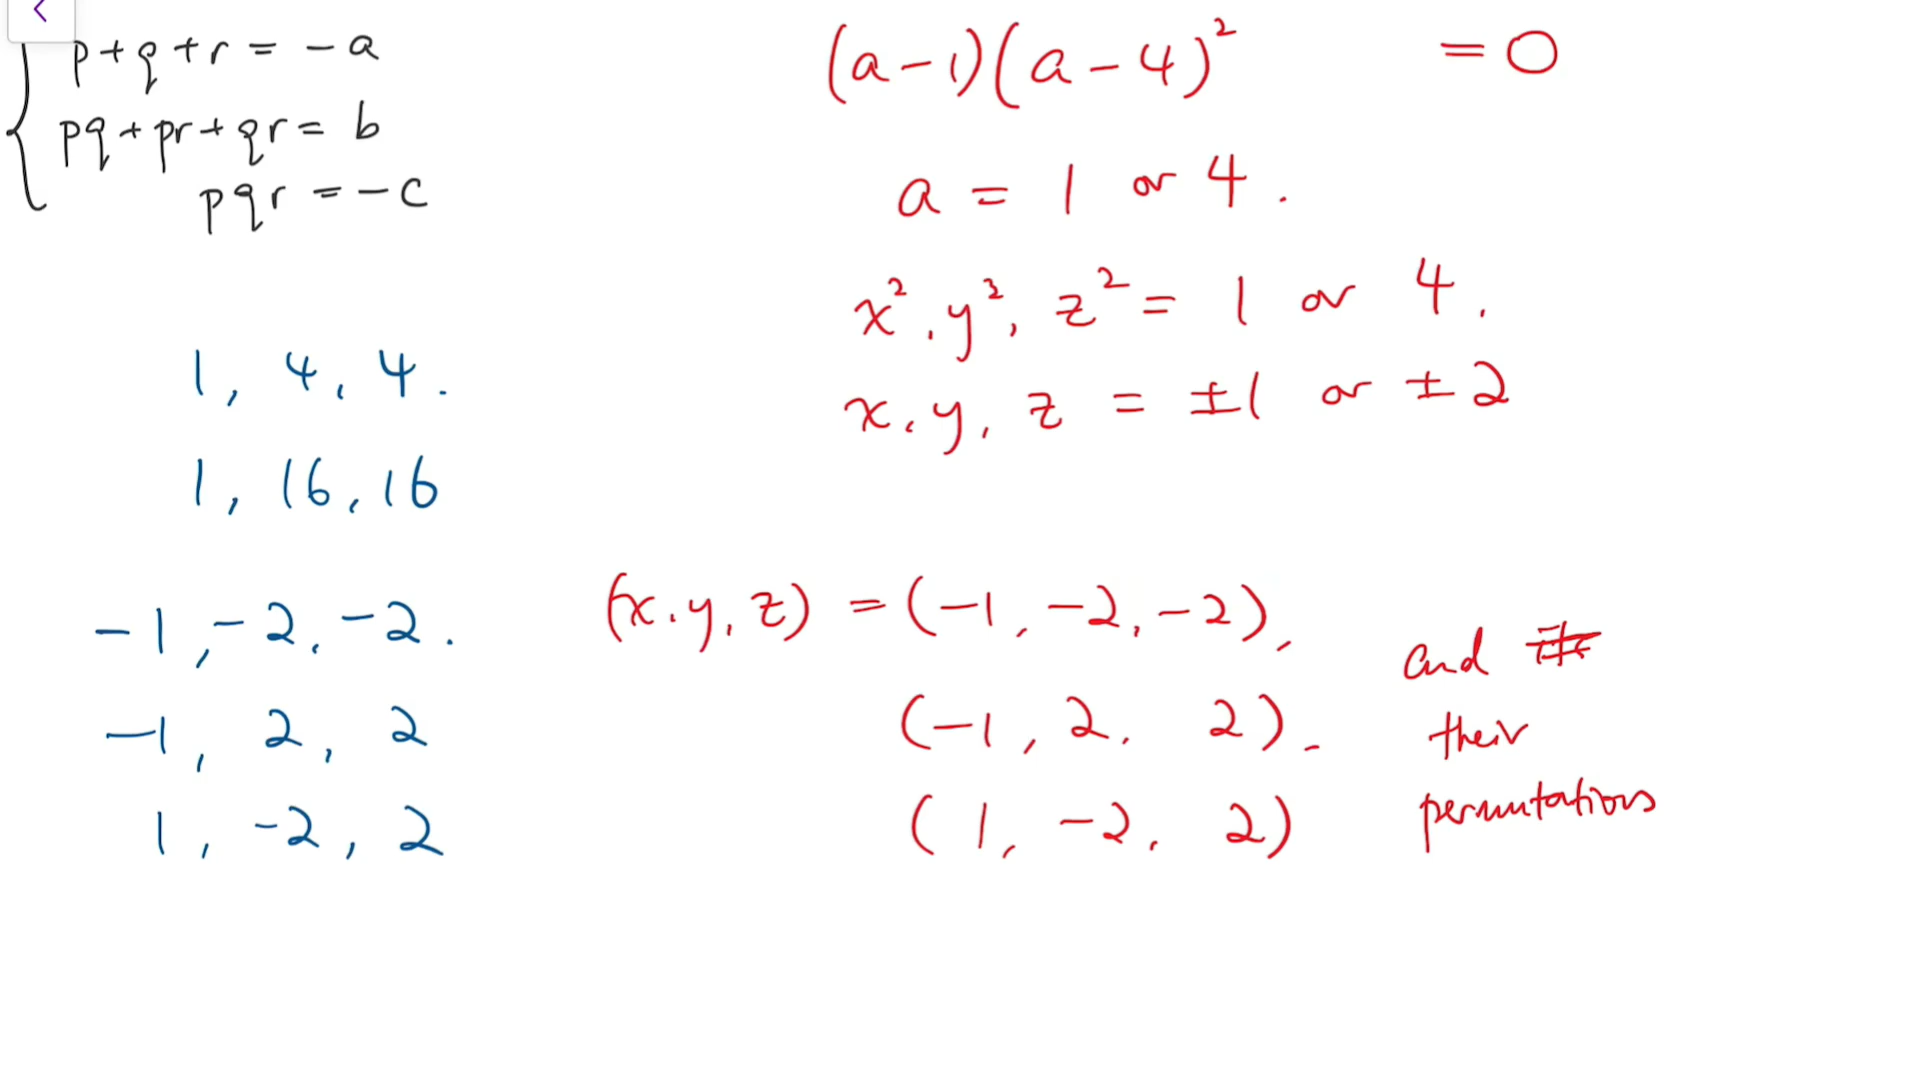 p+q+r = -a
pq+pr+qr = b
pqr = -c
(a-1)(a-4)² = 0
a = 1 or 4.
x², y², z² = 1 or 4.
x, y, z = ±1 or ±2
1, 4, 4.
1, 16, 16
-1, -2, -2.
-1, 2, 2
1, -2, 2
(x, y, z) = (-1, -2, -2),
(-1, 2, 2),
(1, -2, 2)
and
their
permutations